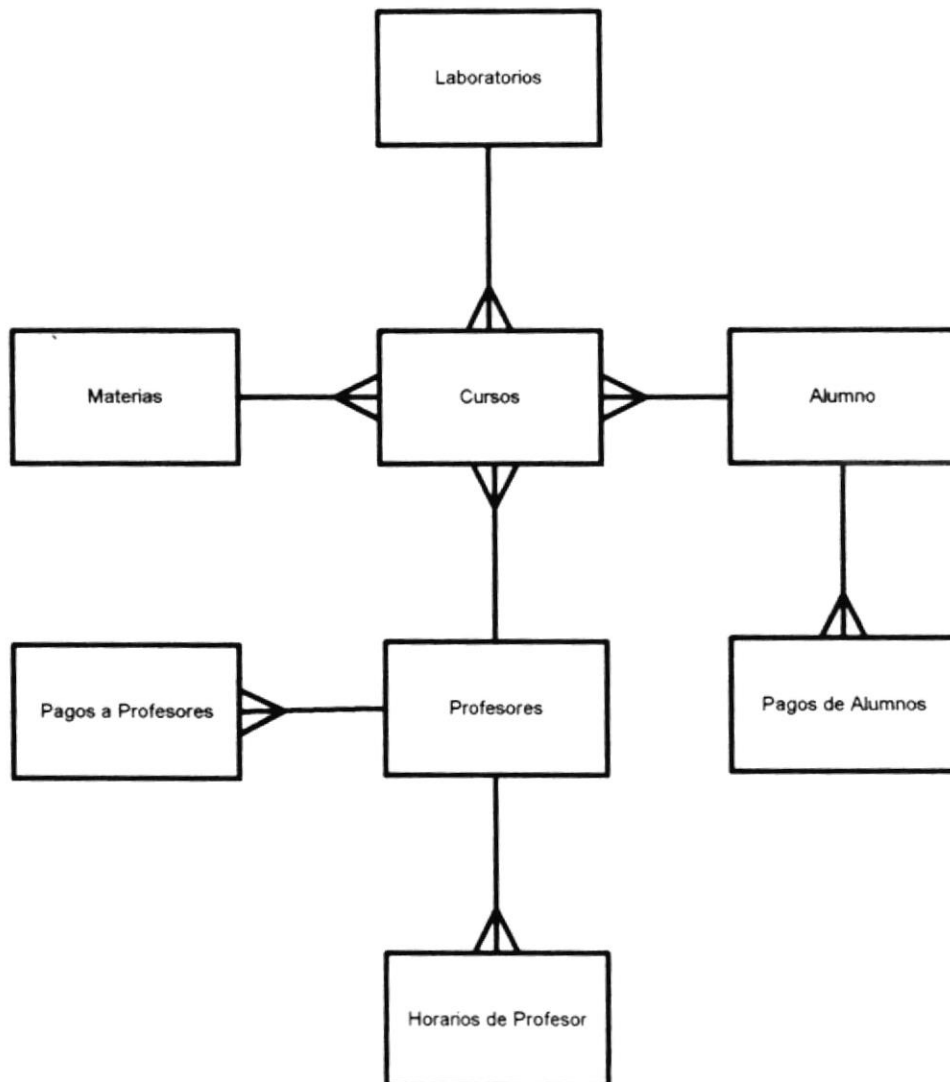 Laboratorios
Materias
Cursos
Alumno
Pagos a Profesores
Profesores
Pagos de Alumnos
Horarios de Profesor